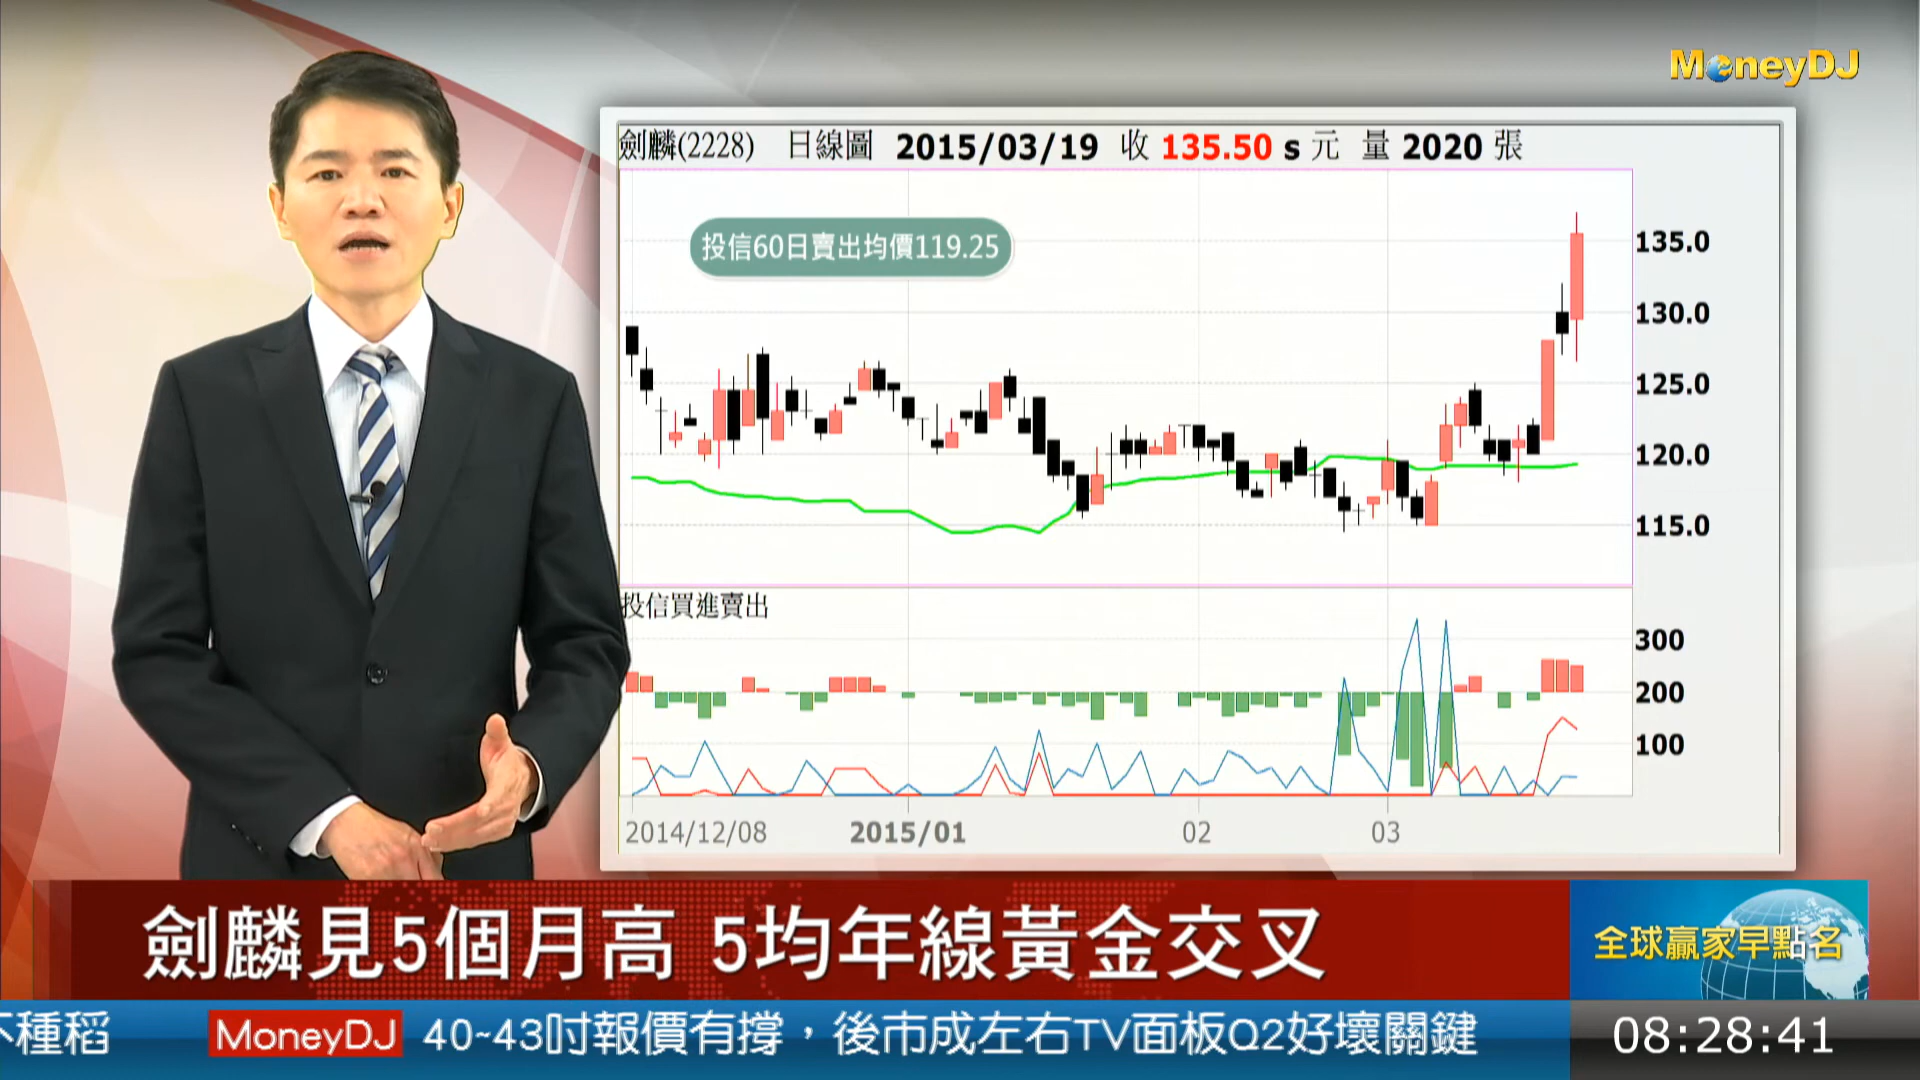 MoneyDJ
劍麟(2228) 日線圖 2015/03/19 收 135.50 s 元 量 2020 張
投信60日賣出均價119.25
135.0
130.0
125.0
120.0
115.0
投信買進賣出
300
200
100
2014/12/08 2015/01 02 03
劍麟見5個月高 5均年線黃金交叉
全球贏家早點名
不種稻 MoneyDJ 40~43吋報價有撐，後市成左右TV面板Q2好壞關鍵
08:28:41